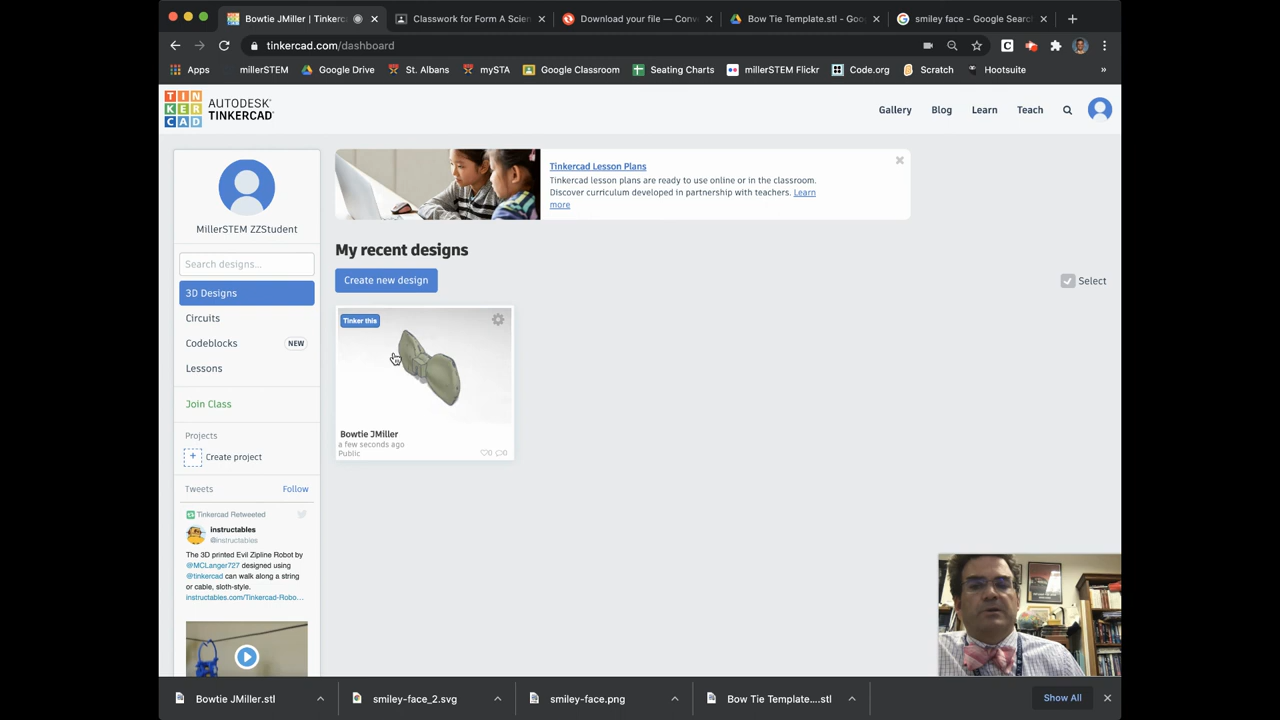 Bowtie JMiller | Tinkerc
Classwork for Form A Scien
Download your file — Conv
Bow Tie Template.stl - Goo
smiley face - Google Searc
tinkercad.com/dashboard
Apps
millerSTEM
Google Drive
St. Albans
mySTA
Google Classroom
Seating Charts
millerSTEM Flickr
Code.org
Scratch
Hootsuite
»
TIN
KER
CAD
AUTODESK®
TINKERCAD®
Gallery
Blog
Learn
Teach
MillerSTEM ZZStudent
Search designs...
3D Designs
Circuits
Codeblocks
NEW
Lessons
Join Class
Projects
+ Create project
Tweets
Follow
Tinkercad Retweeted
instructables
@instructables
The 3D printed Evil Zipline Robot by
@MCLanger727 designed using
@tinkercad can walk along a string
or cable, sloth-style.
instructables.com/Tinkercad-Robo…
Tinkercad Lesson Plans
Tinkercad lesson plans are ready to use online or in the classroom.
Discover curriculum developed in partnership with teachers. Learn
more
My recent designs
Create new design
Select
Tinker this
Bowtie JMiller
a few seconds ago
Public
0 0
Bowtie JMiller.stl
smiley-face_2.svg
smiley-face.png
Bow Tie Template....stl
Show All